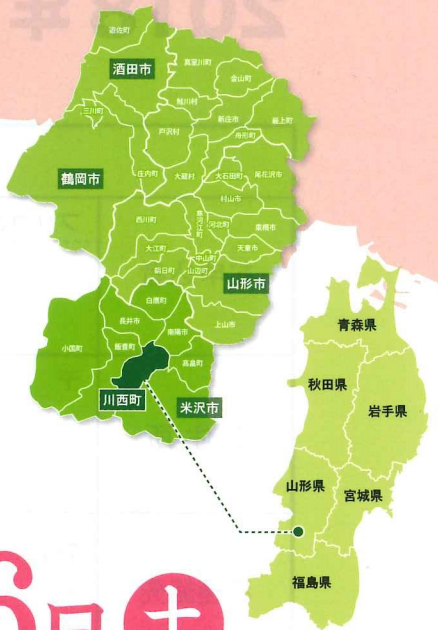 遊佐町
酒田市
真室川町
金山町
鮭川村
三川町
戸沢村
新庄市
最上町
舟形町
鶴岡市
庄内町
大蔵村
大石田町
尾花沢市
村山市
西川町
寒河江市
河北町
東根市
大江町
中山町
天童市
朝日町
山辺町
山形市
白鷹町
上山市
長井市
南陽市
小国町
飯豊町
高畠町
川西町
米沢市
青森県
秋田県
岩手県
山形県
宮城県
福島県
6日 土